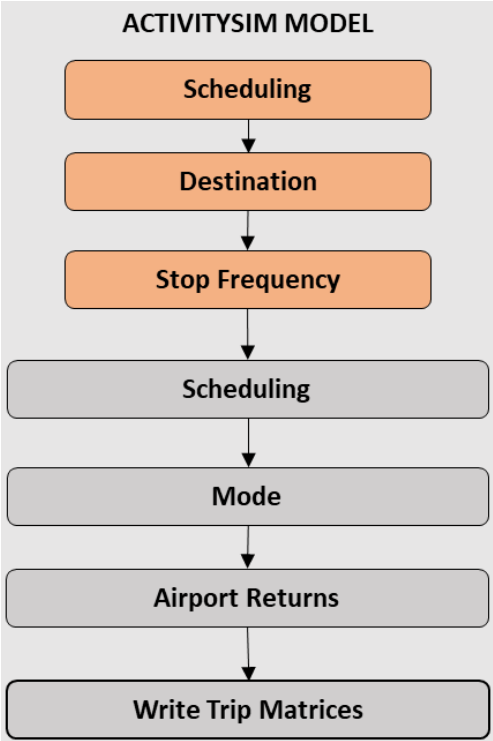 ACTIVITYSIM MODEL
Scheduling
Destination
Stop Frequency
Scheduling
Mode
Airport Returns
Write Trip Matrices